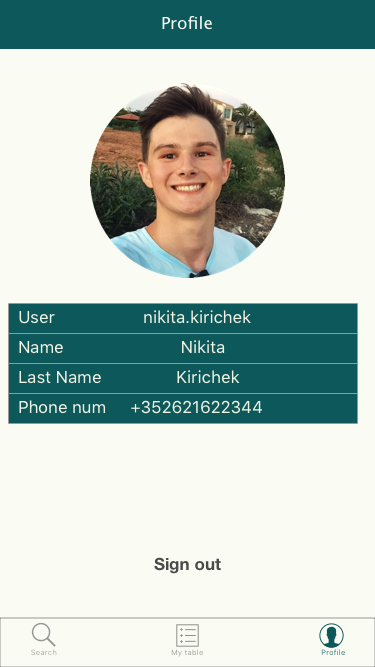 Profile
User nikita.kirichek
Name Nikita
Last Name Kirichek
Phone num +352621622344
Sign out
Search My table Profile